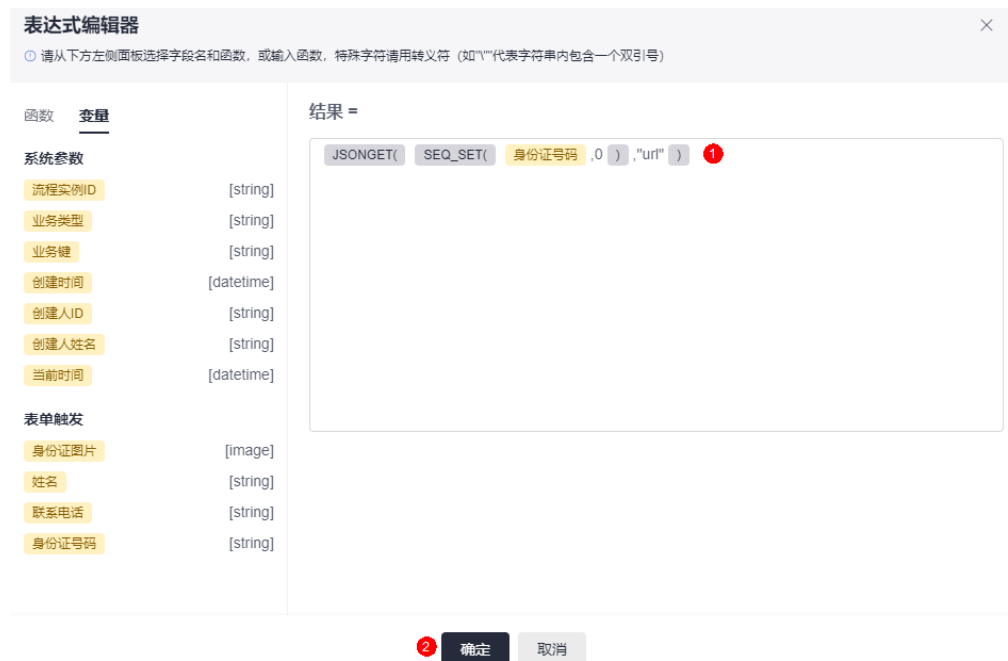 表达式编辑器
请从下方左侧面板选择字段名和函数，或输入函数，特殊字符请用转义符（如"\""代表字符串内包含一个双引号）
函数 变量
结果 =
系统参数
JSONGET( SEQ_SET( 身份证号码 ,0 ) ,"url" ) 1
流程实例ID [string]
业务类型 [string]
业务键 [string]
创建时间 [datetime]
创建人ID [string]
创建人姓名 [string]
当前时间 [datetime]
表单触发
身份证图片 [image]
姓名 [string]
联系电话 [string]
身份证号码 [string]
2 确定 取消